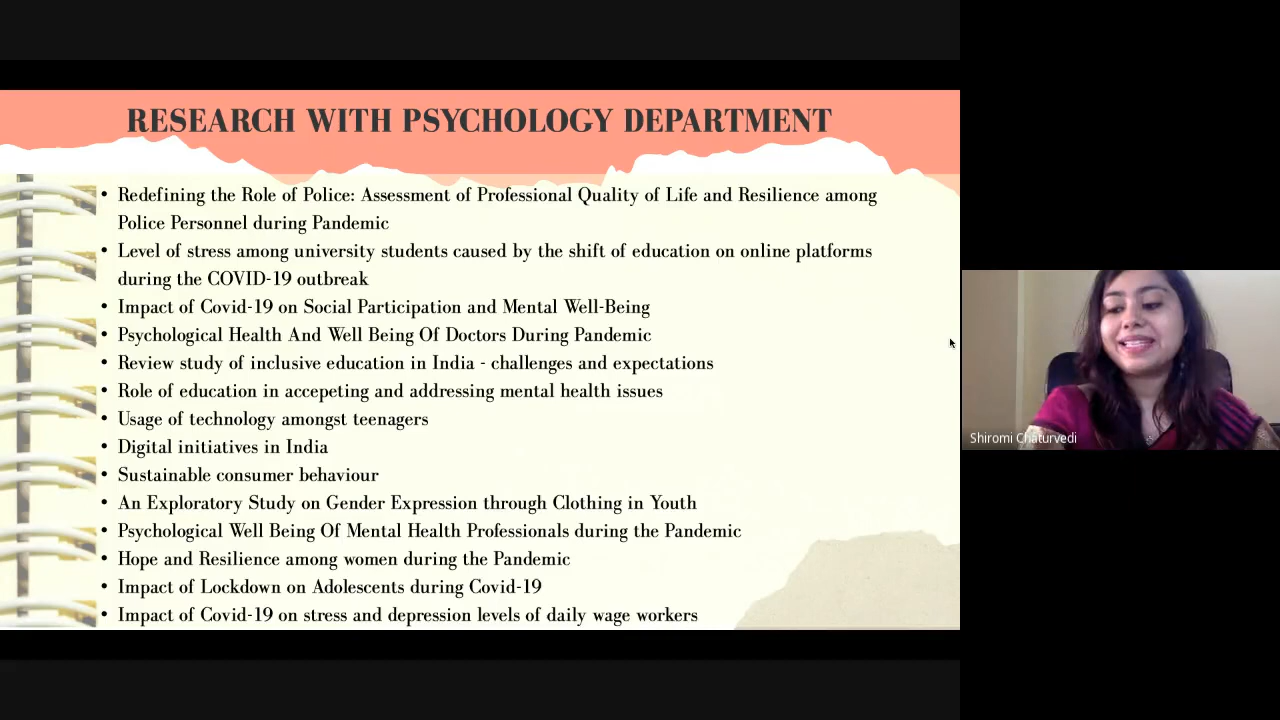 RESEARCH WITH PSYCHOLOGY DEPARTMENT
• Redefining the Role of Police: Assessment of Professional Quality of Life and Resilience among
Police Personnel during Pandemic
• Level of stress among university students caused by the shift of education on online platforms
during the COVID-19 outbreak
• Impact of Covid-19 on Social Participation and Mental Well-Being
• Psychological Health And Well Being Of Doctors During Pandemic
• Review study of inclusive education in India - challenges and expectations
• Role of education in accepeting and addressing mental health issues
• Usage of technology amongst teenagers
• Digital initiatives in India
• Sustainable consumer behaviour
• An Exploratory Study on Gender Expression through Clothing in Youth
• Psychological Well Being Of Mental Health Professionals during the Pandemic
• Hope and Resilience among women during the Pandemic
• Impact of Lockdown on Adolescents during Covid-19
• Impact of Covid-19 on stress and depression levels of daily wage workers
Shiromi Chaturvedi